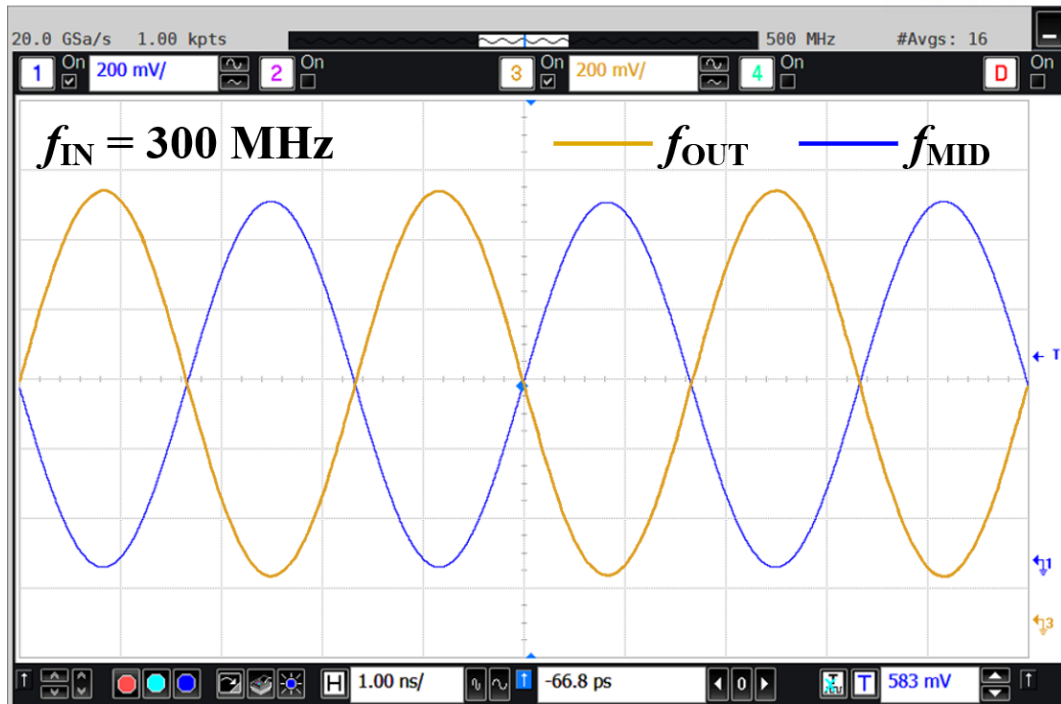 20.0 GSa/s 1.00 kpts 500 MHz #Avgs: 16
1 On 200 mV/ 2 On 3 On 200 mV/ 4 On D On
fIN = 300 MHz fOUT fMID
T
1
3
H 1.00 ns/ -66.8 ps 0 T 583 mV